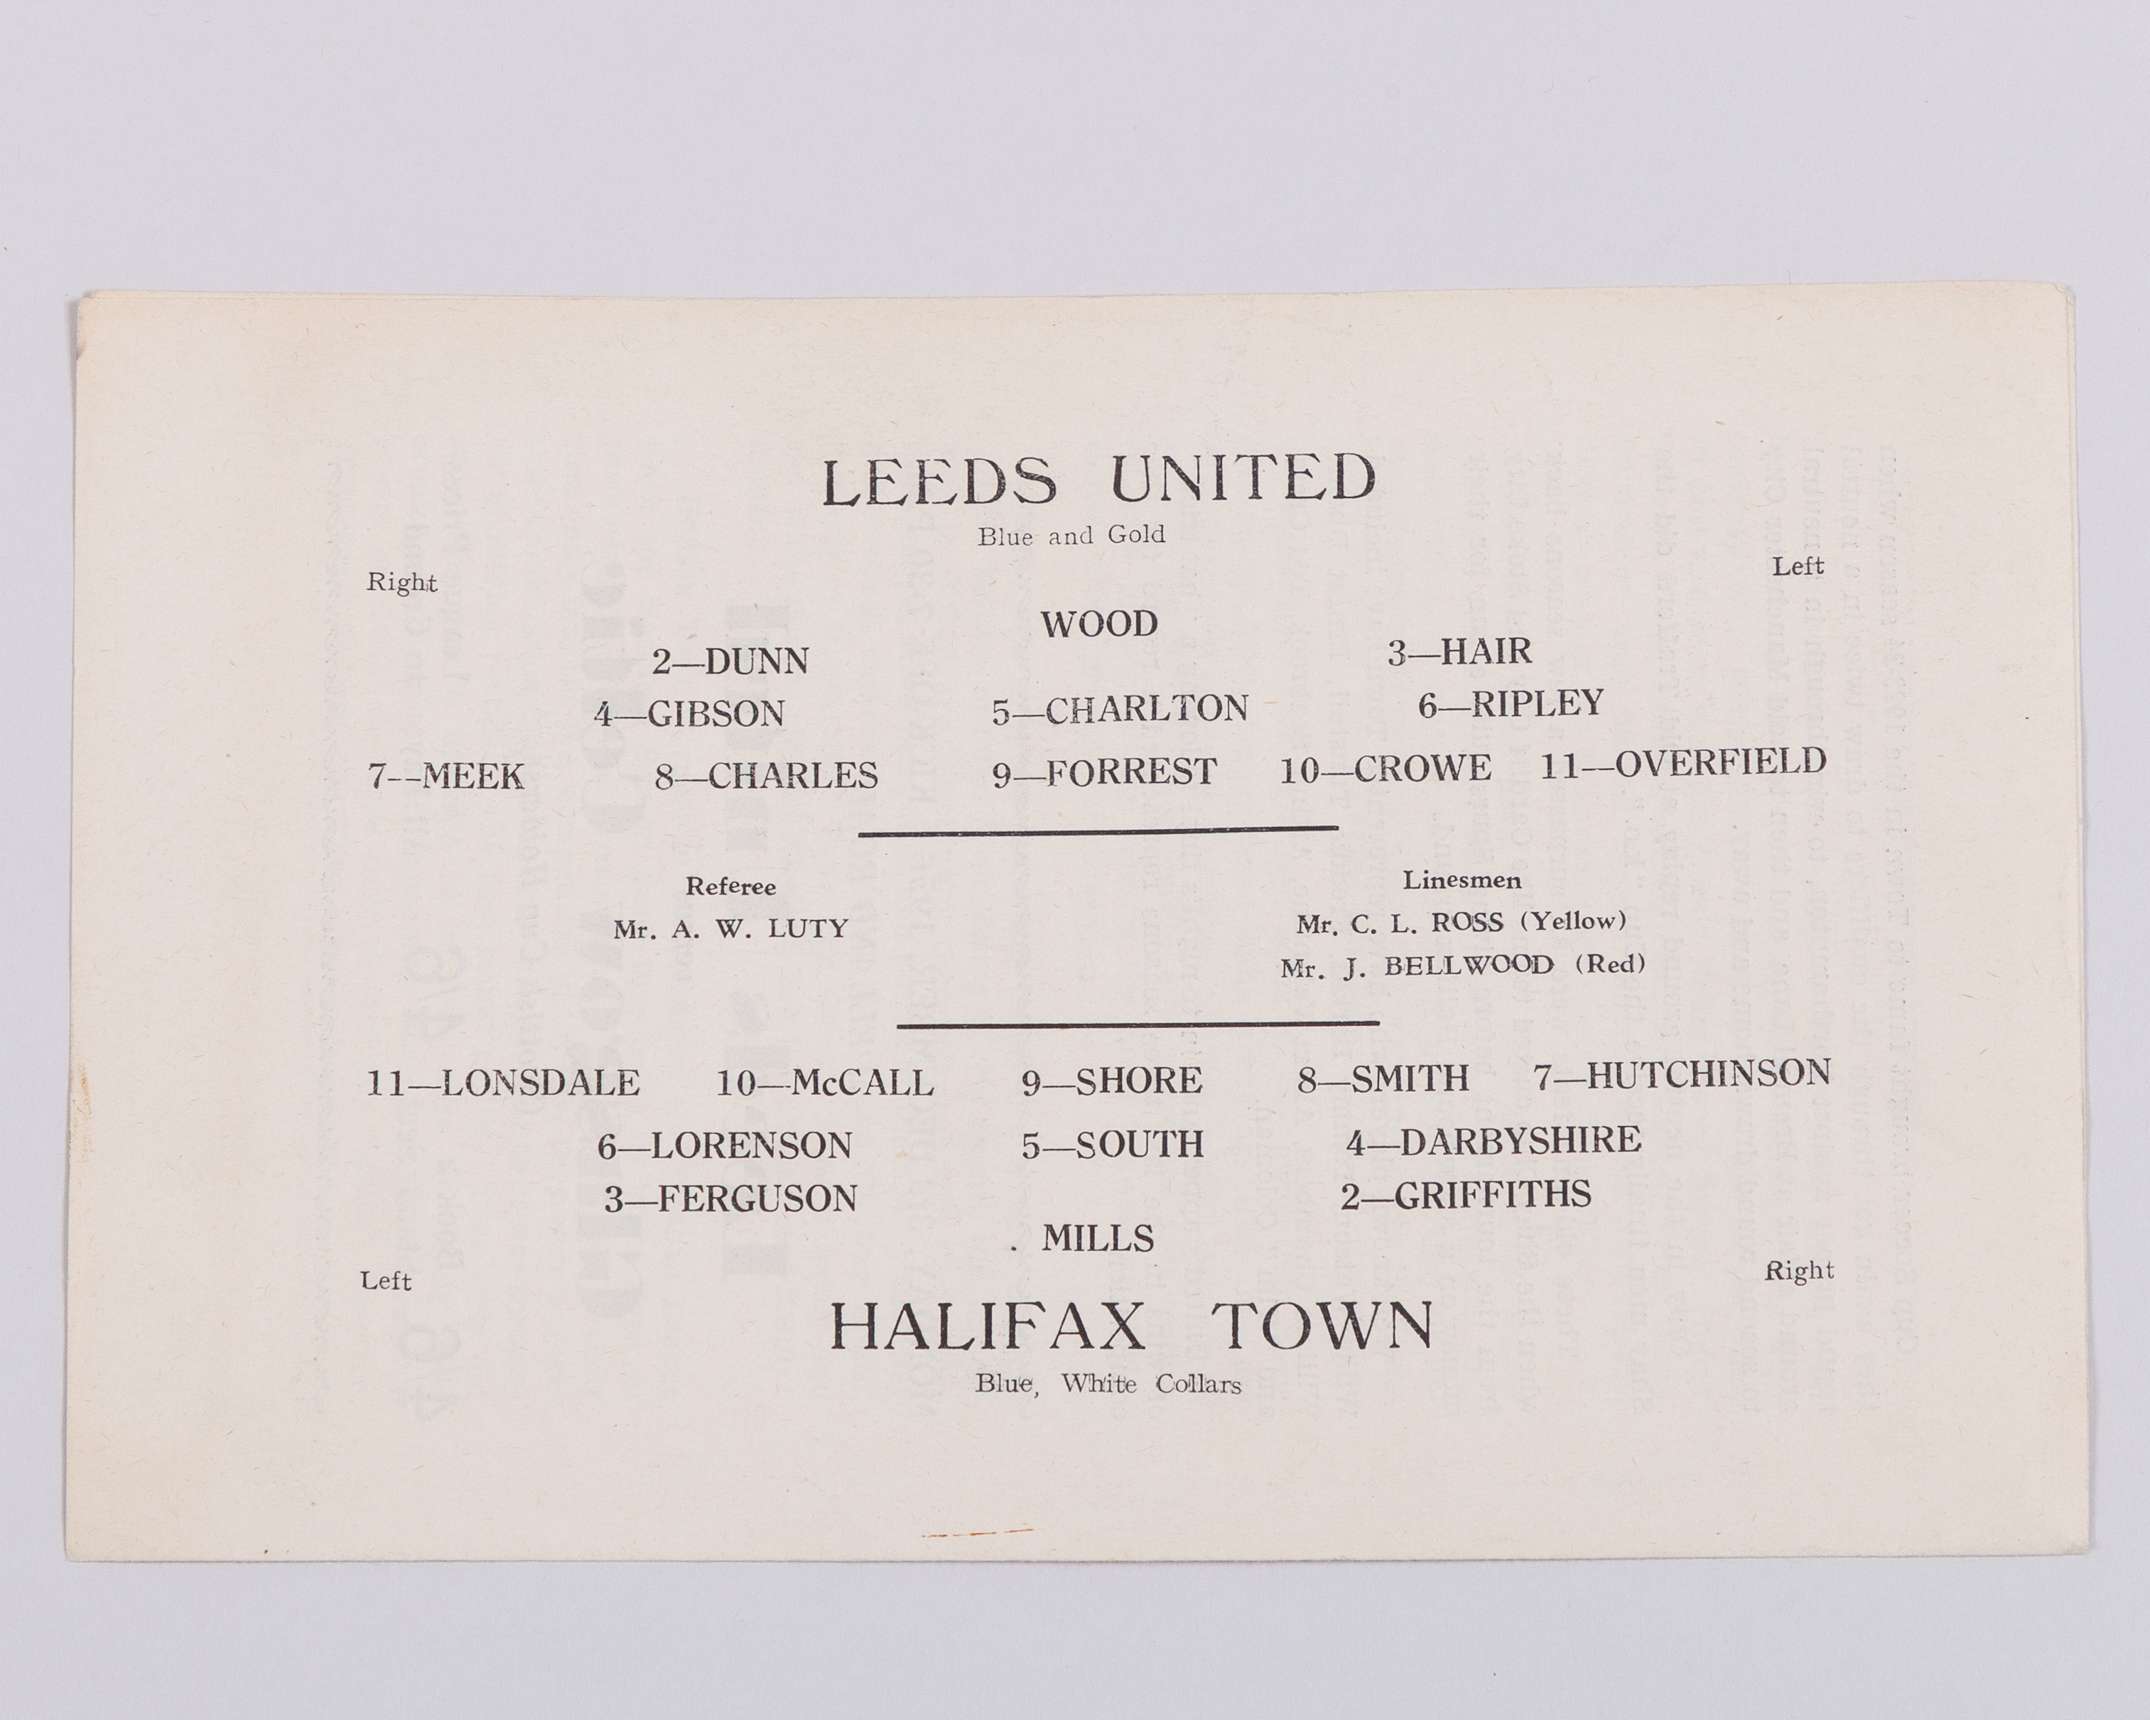 LEEDS UNITED
Blue and Gold
Right Left
WOOD
2—DUNN 3—HAIR
4—GIBSON 5—CHARLTON 6—RIPLEY
7--MEEK 8—CHARLES 9—FORREST 10—CROWE 11—OVERFIELD
Referee Linesmen
Mr. A. W. LUTY Mr. C. L. ROSS (Yellow)
Mr. J. BELLWOOD (Red)
11—LONSDALE 10—McCALL 9—SHORE 8—SMITH 7—HUTCHINSON
6—LORENSON 5—SOUTH 4—DARBYSHIRE
3—FERGUSON 2—GRIFFITHS
. MILLS
Left Right
HALIFAX TOWN
Blue, White Collars